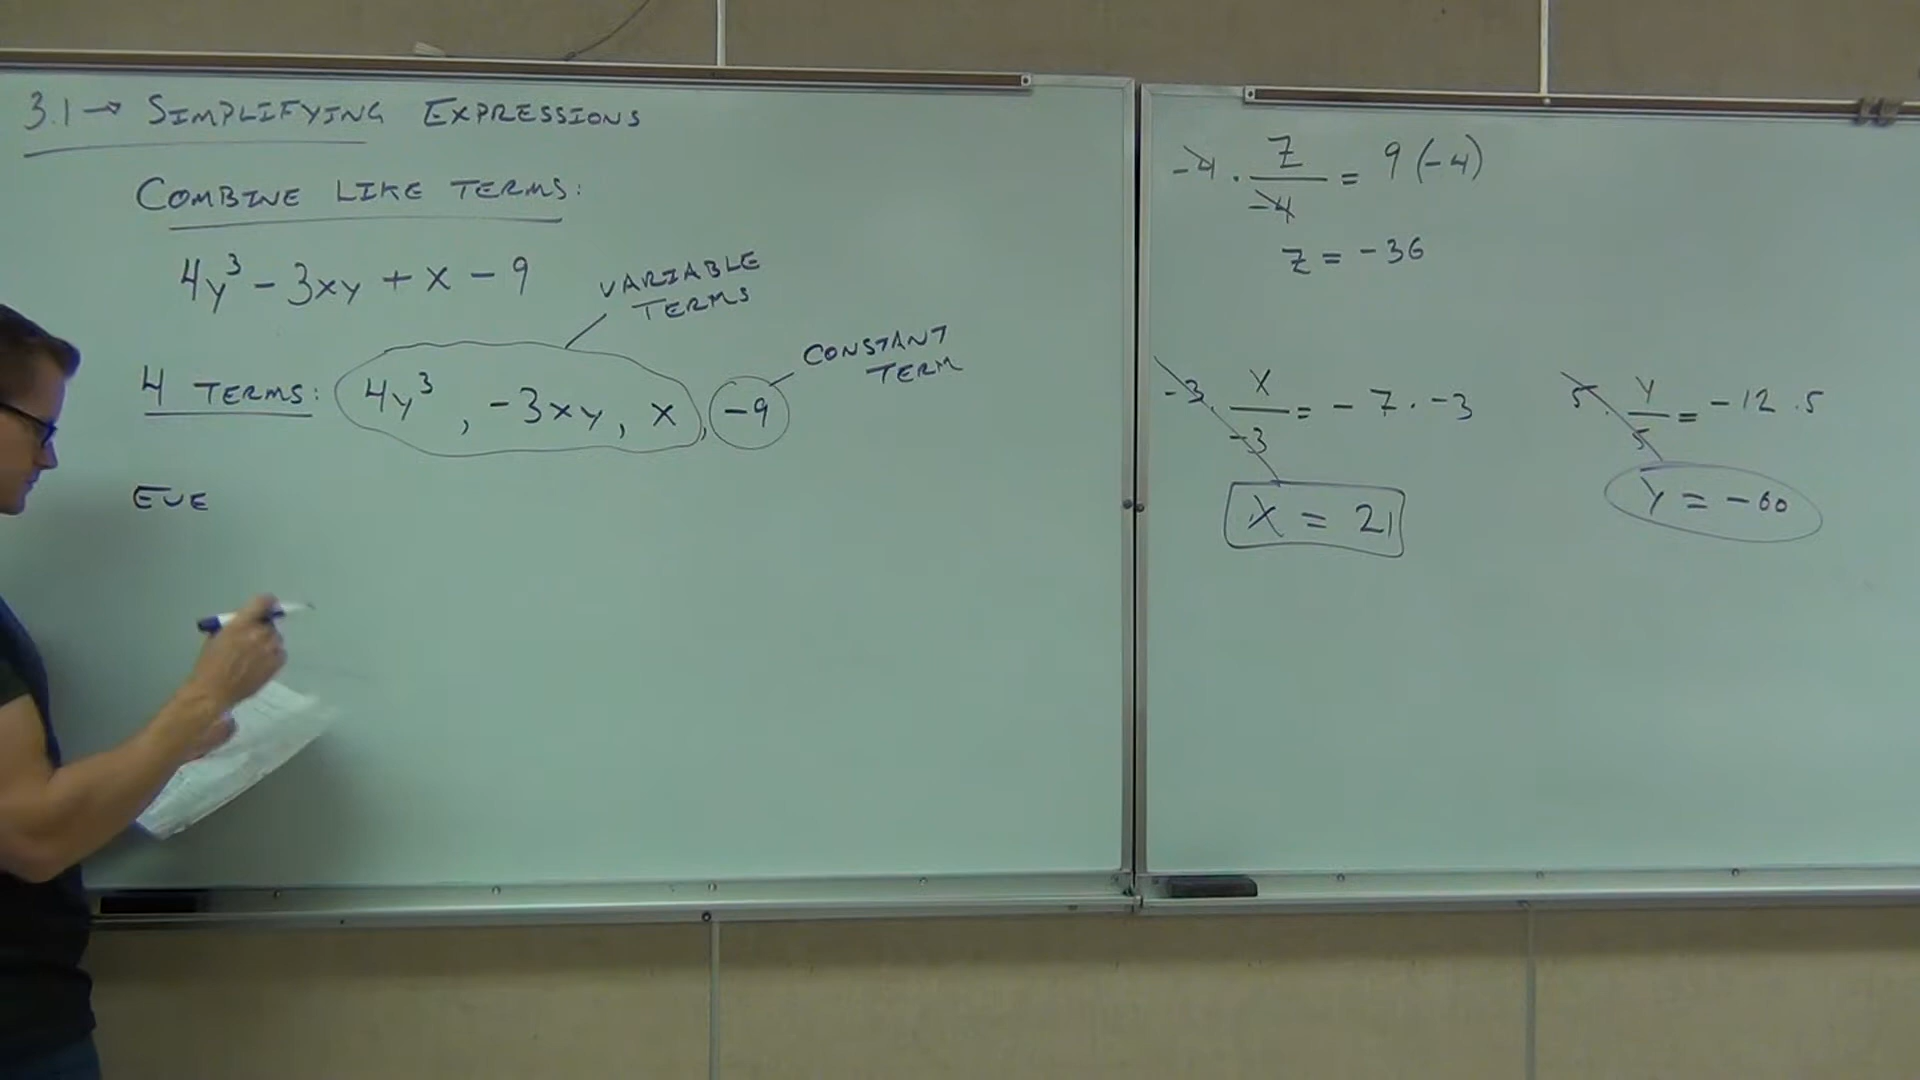 3.1 → SIMPLIFYING EXPRESSIONS
COMBINE LIKE TERMS:
4y³ - 3xy + x - 9
VARIABLE
TERMS
CONSTANT
TERM
4 TERMS: 4y³, -3xy, x, -9
EVE
-4 · z/-4 = 9(-4)
z = -36
-3 · x/-3 = -7 · -3
x = 21
5 · y/5 = -12 · 5
y = -60